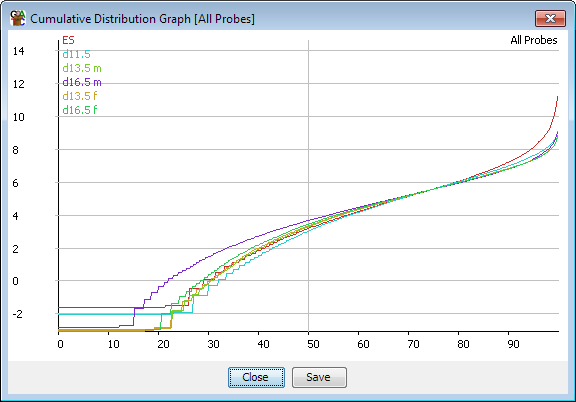 Cumulative Distribution Graph [All Probes]
All Probes
ES
d11.5
d13.5 m
d16.5 m
d13.5 f
d16.5 f
14
12
10
8
6
4
2
0
-2
0 10 20 30 40 50 60 70 80 90
Close Save